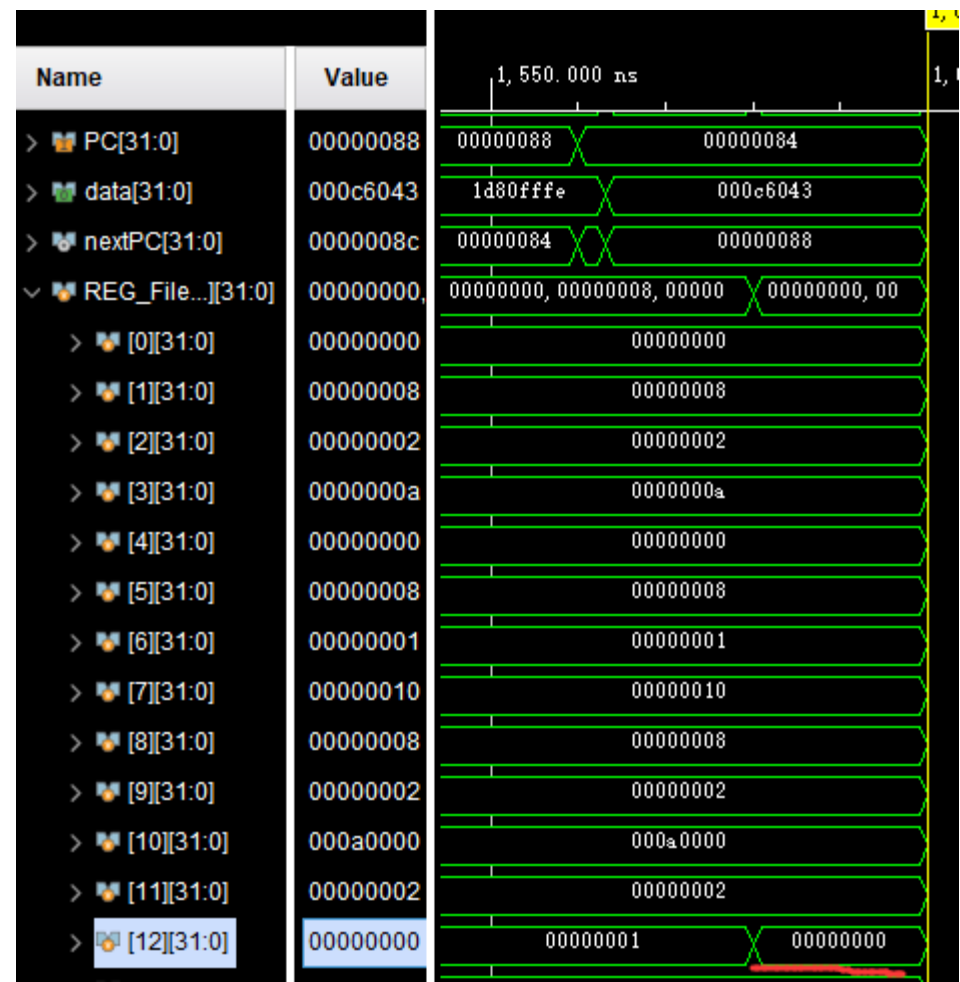 1, 
Name Value 1, 550. 000 ns 1,
PC[31:0] 00000088 00000088 00000084
data[31:0] 000c6043 1d80fffe 000c6043
nextPC[31:0] 0000008c 00000084 00000088
REG_File...][31:0] 00000000, 00000000, 00000008, 00000 00000000, 00
[0][31:0] 00000000 00000000
[1][31:0] 00000008 00000008
[2][31:0] 00000002 00000002
[3][31:0] 0000000a 0000000a
[4][31:0] 00000000 00000000
[5][31:0] 00000008 00000008
[6][31:0] 00000001 00000001
[7][31:0] 00000010 00000010
[8][31:0] 00000008 00000008
[9][31:0] 00000002 00000002
[10][31:0] 000a0000 000a0000
[11][31:0] 00000002 00000002
[12][31:0] 00000000 00000001 00000000